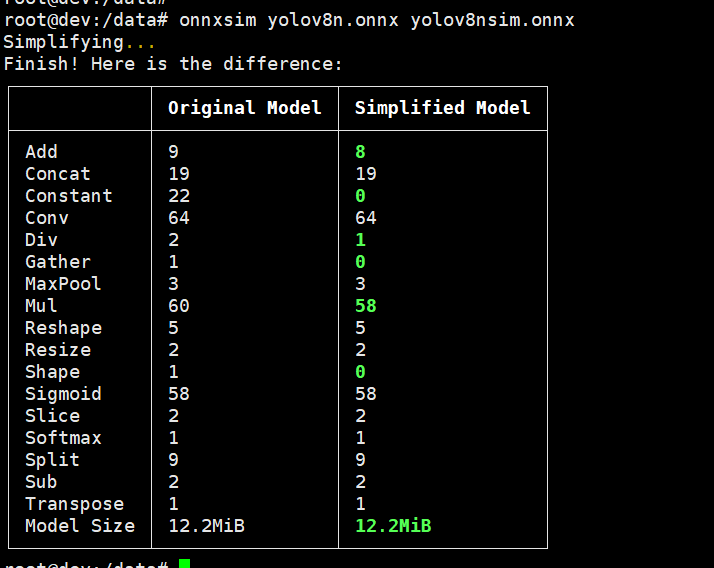 root@dev:/data#
root@dev:/data# onnxsim yolov8n.onnx yolov8nsim.onnx
Simplifying...
Finish! Here is the difference:
Original Model Simplified Model
Add 9 8
Concat 19 19
Constant 22 0
Conv 64 64
Div 2 1
Gather 1 0
MaxPool 3 3
Mul 60 58
Reshape 5 5
Resize 2 2
Shape 1 0
Sigmoid 58 58
Slice 2 2
Softmax 1 1
Split 9 9
Sub 2 2
Transpose 1 1
Model Size 12.2MiB 12.2MiB
root@dev:/data#